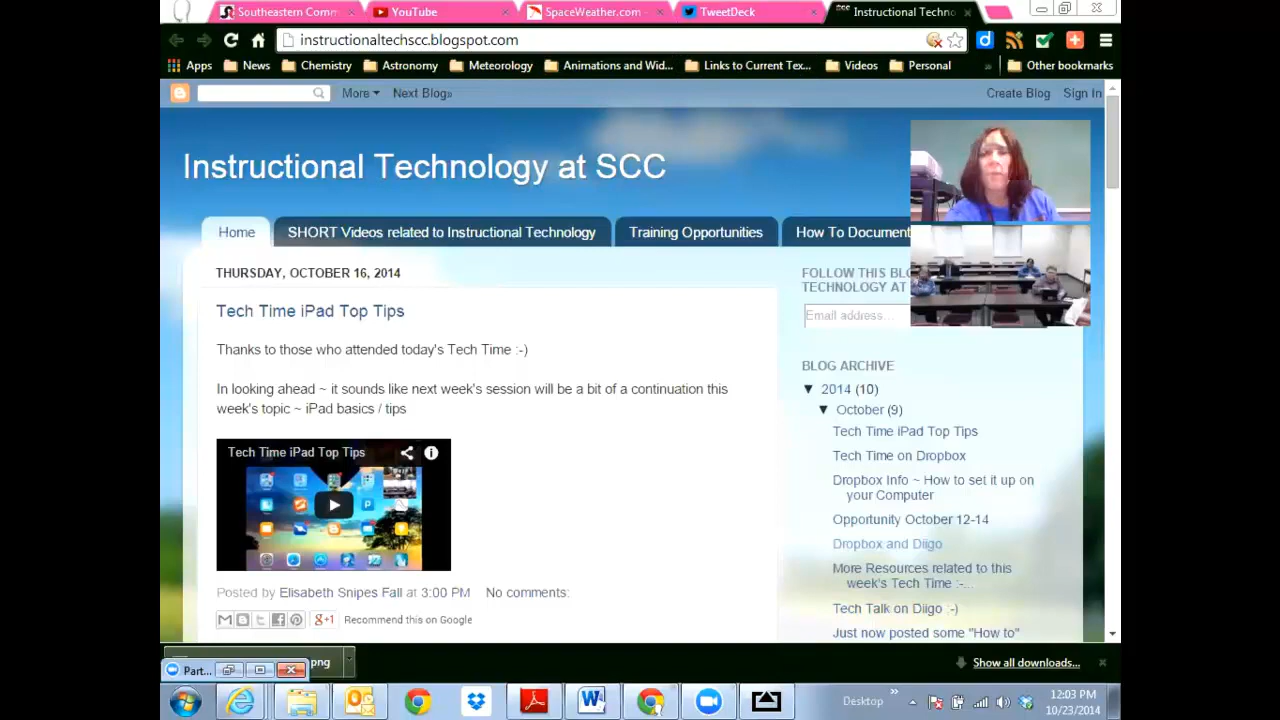 Southeastern Comm
YouTube
SpaceWeather.com -
TweetDeck
Instructional Techno
instructionaltechscc.blogspot.com
Apps
News
Chemistry
Astronomy
Meteorology
Animations and Wid...
Links to Current Tex...
Videos
Personal
»
Other bookmarks
More
Next Blog»
Create Blog
Sign In
Instructional Technology at SCC
Home
SHORT Videos related to Instructional Technology
Training Opportunities
How To Document
THURSDAY, OCTOBER 16, 2014
Tech Time iPad Top Tips
Thanks to those who attended today's Tech Time :-)
In looking ahead ~ it sounds like next week's session will be a bit of a continuation this
week's topic ~ iPad basics / tips
Tech Time iPad Top Tips
Posted by Elisabeth Snipes Fall at 3:00 PM No comments:
g+1 Recommend this on Google
FOLLOW THIS BLO
TECHNOLOGY AT
Email address...
BLOG ARCHIVE
▼ 2014 (10)
▼ October (9)
Tech Time iPad Top Tips
Tech Time on Dropbox
Dropbox Info ~ How to set it up on
your Computer
Opportunity October 12-14
Dropbox and Diigo
More Resources related to this
week's Tech Time :-...
Tech Talk on Diigo :-)
Just now posted some "How to"
Part...
png
Show all downloads...
Desktop
»
12:03 PM
10/23/2014